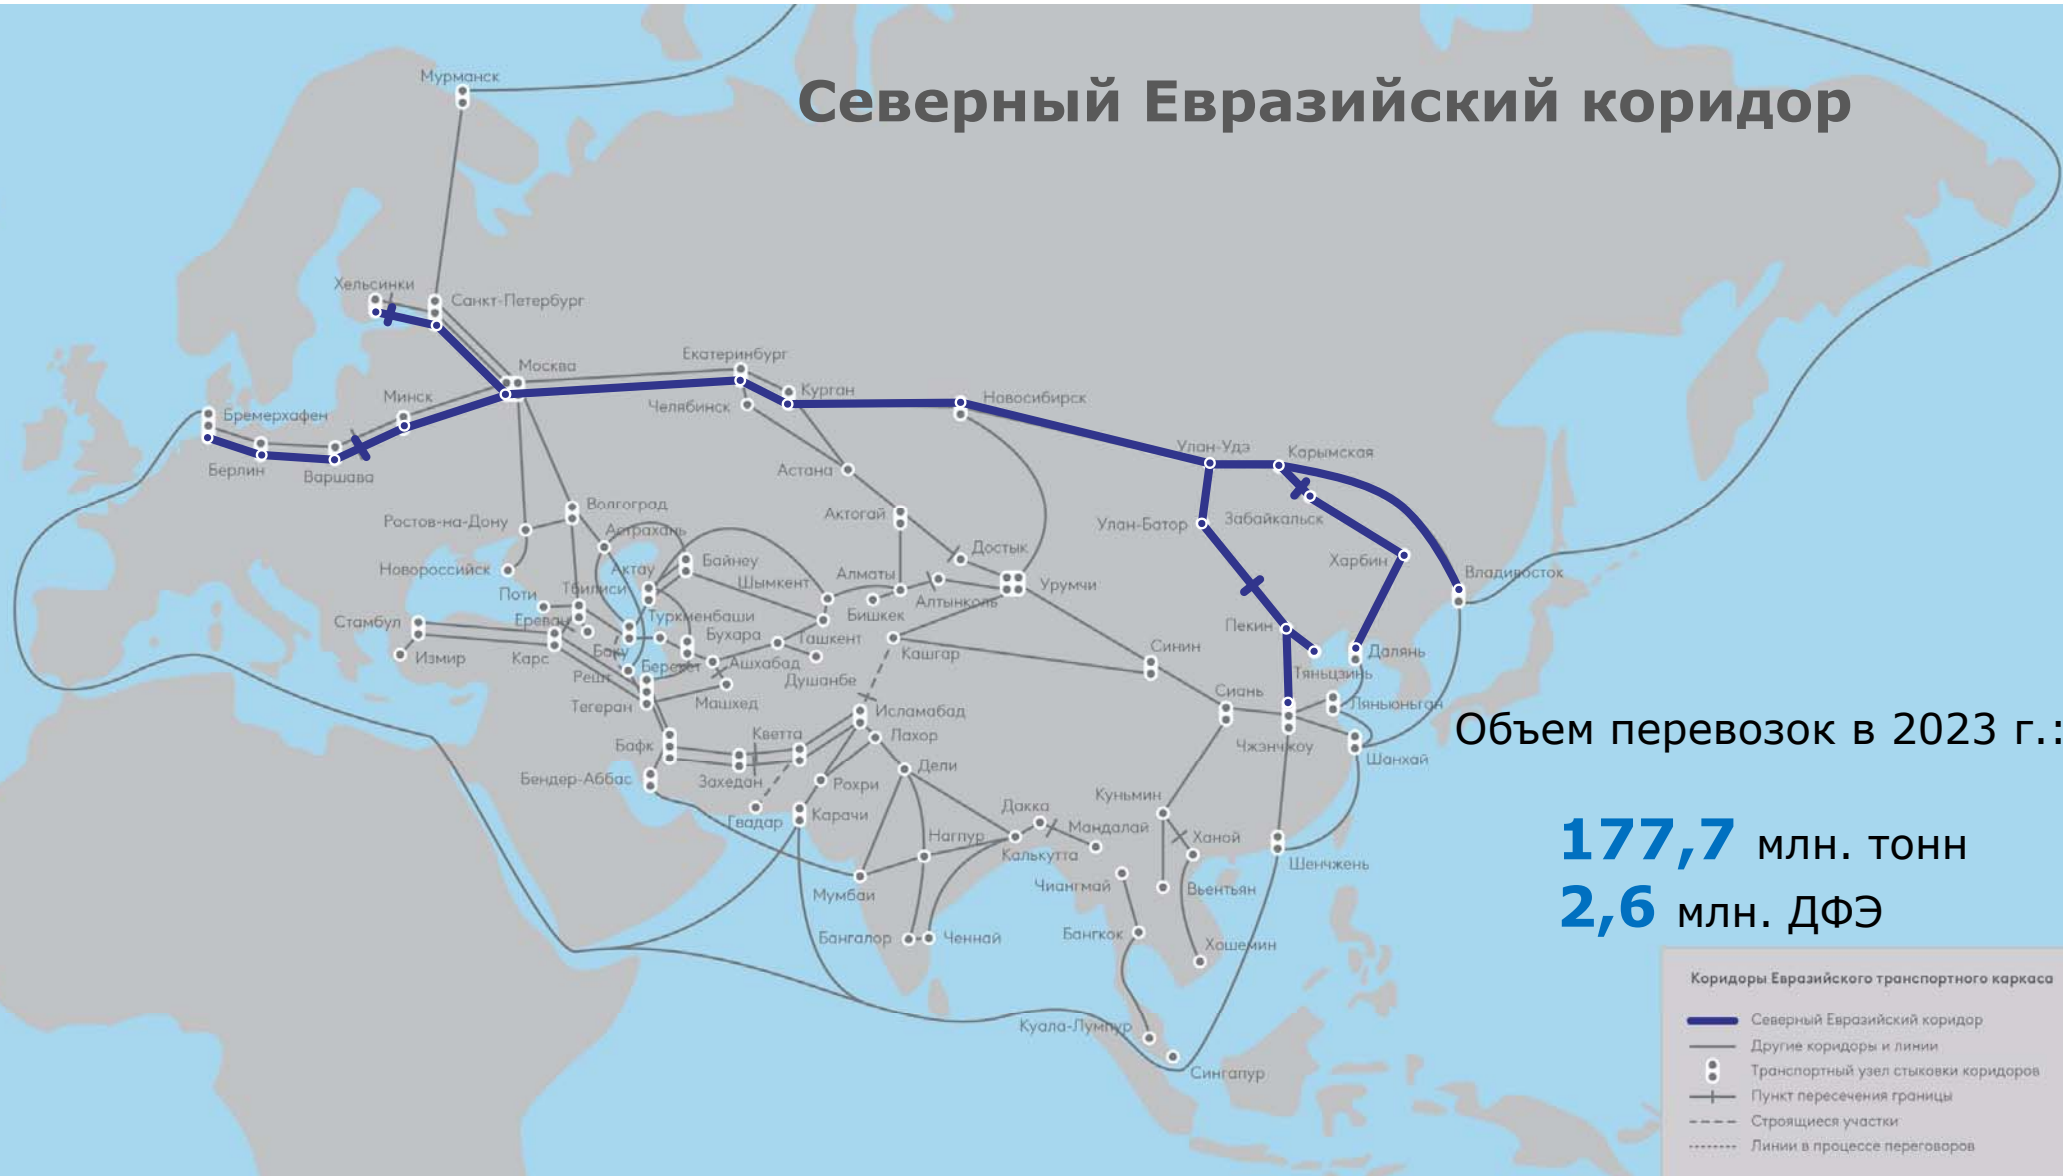 Северный Евразийский коридор
Мурманск
Хельсинки
Санкт-Петербург
Москва
Екатеринбург
Минск
Курган
Бремерхафен
Челябинск
Новосибирск
Берлин
Варшава
Улан-Удэ
Карымская
Астана
Волгоград
Ростов-на-Дону
Астрахань
Актогай
Улан-Батор
Забайкальск
Достык
Харбин
Новороссийск
Актау
Байнеу
Шымкент
Алматы
Урумчи
Владивосток
Поти
Тбилиси
Бишкек
Алтынколь
Стамбул
Ереван
Туркменбаши
Пекин
Измир
Карс
Баку
Бухара
Ташкент
Кашгар
Синин
Далянь
Решт
Берекет
Ашхабад
Душанбе
Тяньцзинь
Тегеран
Машхед
Исламабад
Сиань
Ляньюньган
Бафк
Кветта
Лахор
Чжэнчжоу
Шанхай
Объем перевозок в 2023 г.:
Бендер-Аббас
Захедан
Рохри
Дели
Гвадар
Карачи
Дакка
Куньмин
Нагпур
Мандалай
Ханой
Калькутта
Шенчжень
177,7 млн. тонн
Мумбаи
Чиангмай
Вьентьян
2,6 млн. ДФЭ
Бангалор
Ченнай
Бангкок
Хошемин
Куала-Лумпур
Сингапур
Коридоры Евразийского транспортного каркаса
Северный Евразийский коридор
Другие коридоры и линии
Транспортный узел стыковки коридоров
Пункт пересечения границы
Строящиеся участки
Линии в процессе переговоров